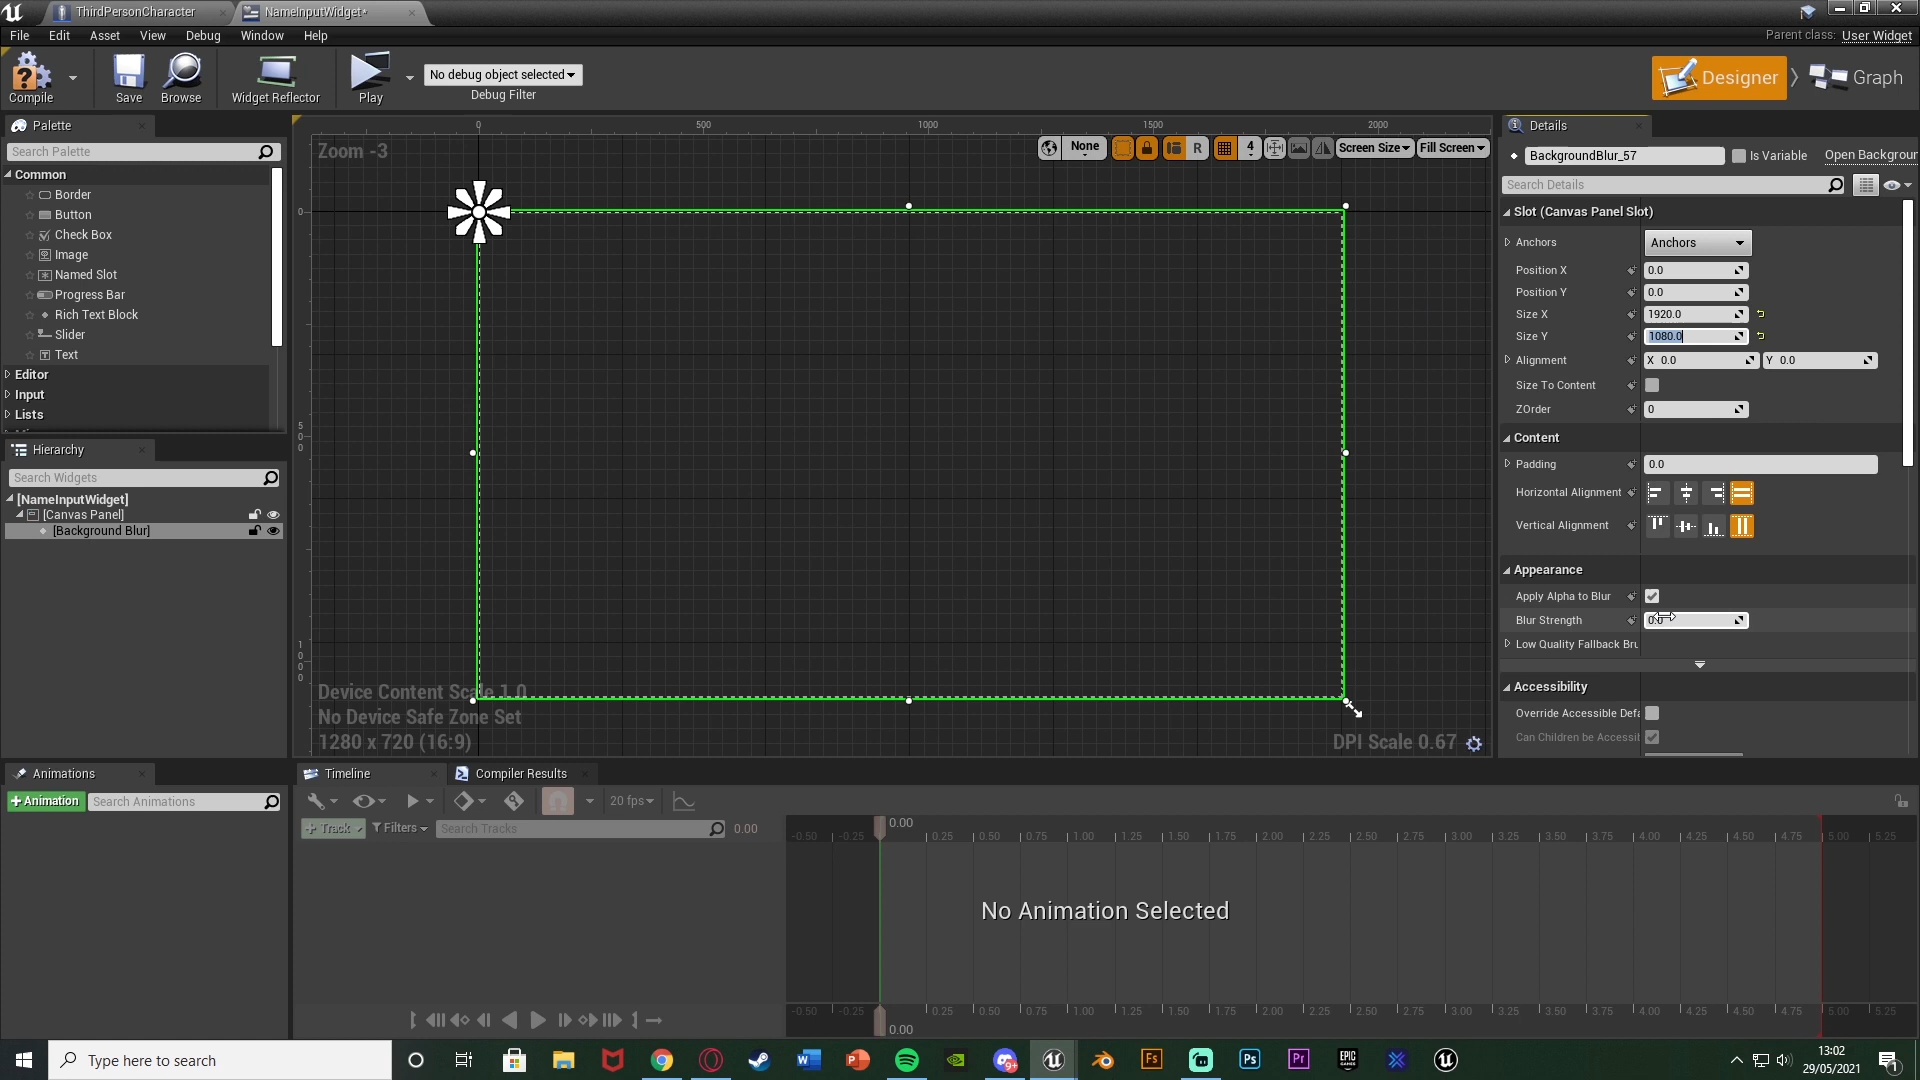 ThirdPersonCharacter
NameInputWidget*
File Edit Asset View Debug Window Help
Parent class: User Widget
Compile
Save
Browse
Widget Reflector
Play
No debug object selected
Debug Filter
Designer
Graph
Palette
Search Palette
Common
Border
Button
Check Box
Image
Named Slot
Progress Bar
Rich Text Block
Slider
Text
Editor
Input
Lists
Hierarchy
Search Widgets
[NameInputWidget]
[Canvas Panel]
[Background Blur]
0 500 1000 1500 2000
Zoom -3
None R 4 Screen Size Fill Screen
0
5
0
0
1
0
0
0
Device Content Scale 1.0
No Device Safe Zone Set
1280 x 720 (16:9)
DPI Scale 0.67
Details
BackgroundBlur_57
Is Variable
Open Backgroun
Search Details
Slot (Canvas Panel Slot)
Anchors Anchors
Position X 0.0
Position Y 0.0
Size X 1920.0
Size Y 1080.0
Alignment X 0.0 Y 0.0
Size To Content
ZOrder 0
Content
Padding 0.0
Horizontal Alignment
Vertical Alignment
Appearance
Apply Alpha to Blur
Blur Strength 0.0
Low Quality Fallback Bru
Accessibility
Override Accessible Defa
Can Children be Accessib
Animations
+Animation
Search Animations
Timeline
Compiler Results
20 fps
+ Track
Filters
Search Tracks
0.00
0.00
-0.50 -0.25 0.25 0.50 0.75 1.00 1.25 1.50 1.75 2.00 2.25 2.50 2.75 3.00 3.25 3.50 3.75 4.00 4.25 4.50 4.75 5.00 5.25
No Animation Selected
-0.50 -0.25 0.25 0.50 0.75 1.00 1.25 1.50 1.75 2.00 2.25 2.50 2.75 3.00 3.25 3.50 3.75 4.00 4.25 4.50 4.75 5.00 5.25
0.00
Type here to search
13:02
29/05/2021